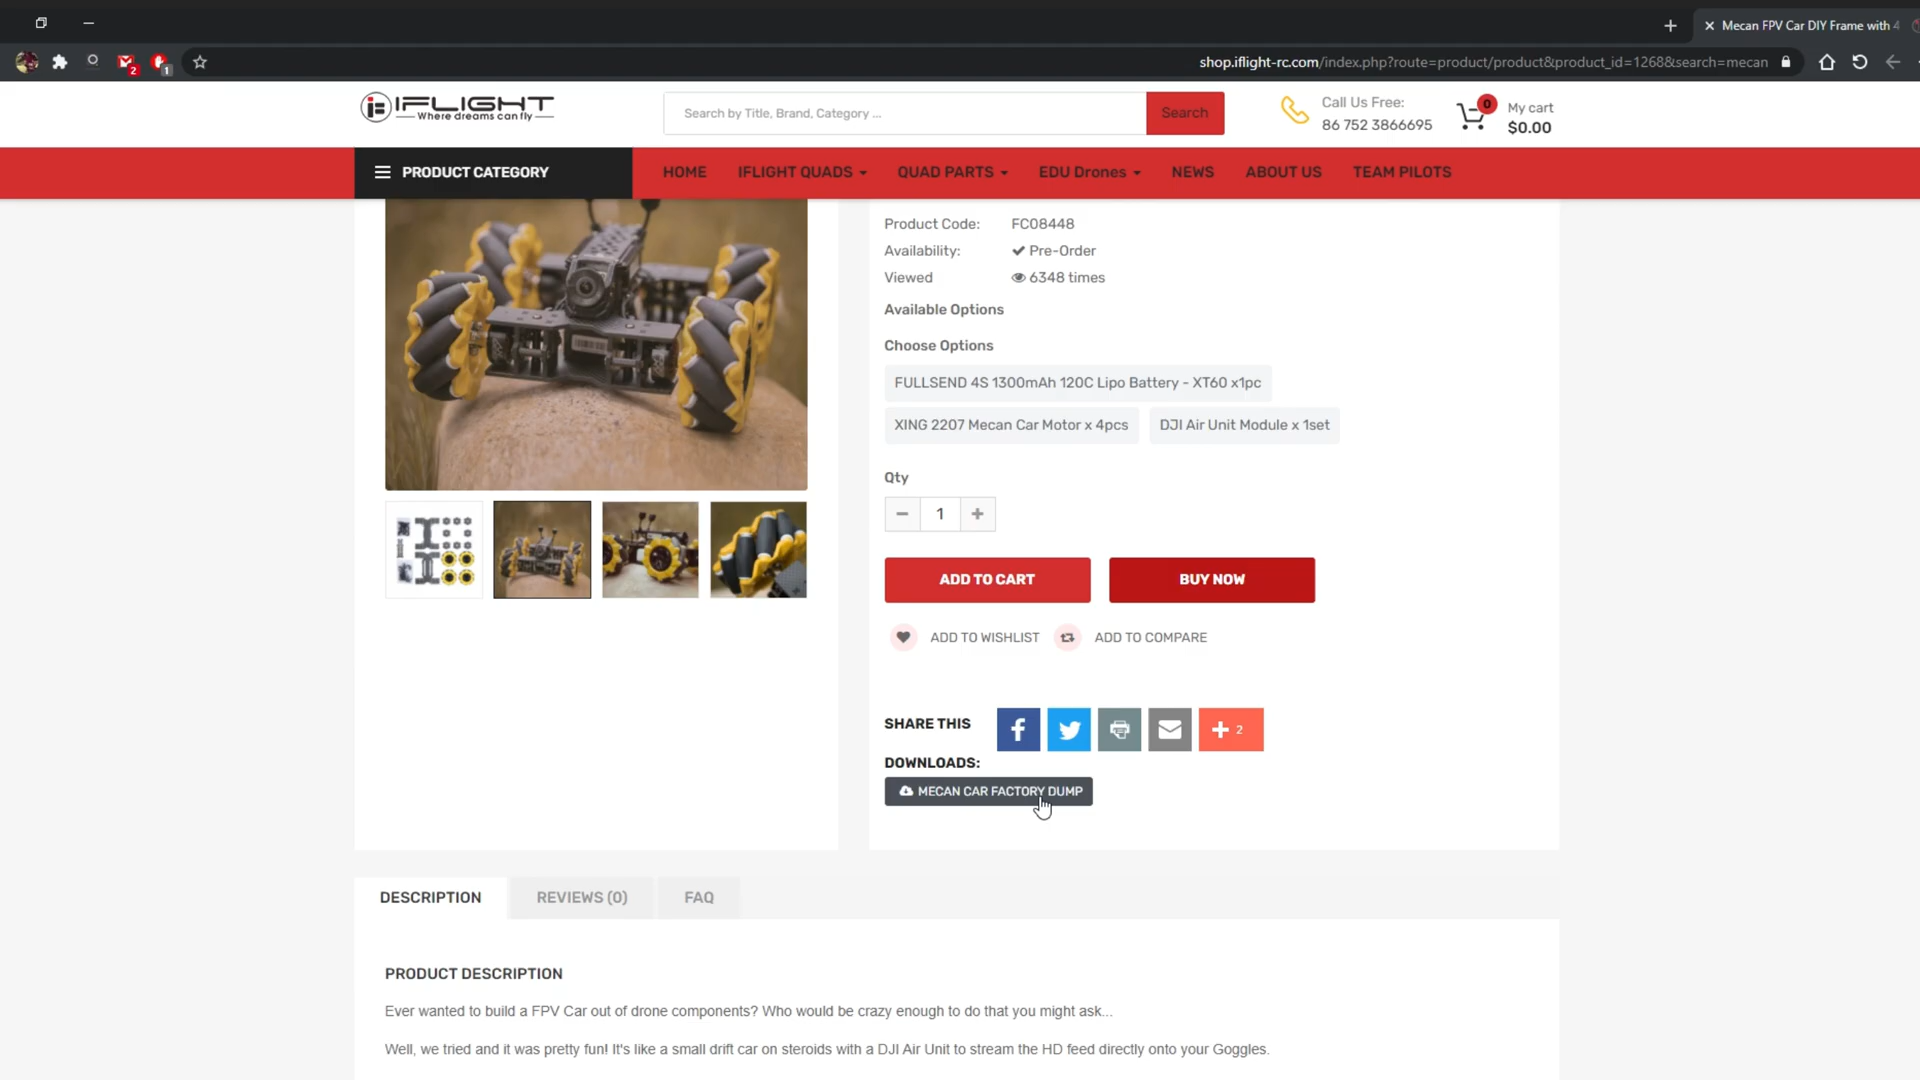 Mecan FPV Car DIY Frame with 4
2
1
shop.iflight-rc.com/index.php?route=product/product&product_id=1268&search=mecan
IFLIGHT
Where dreams can fly
Search by Title, Brand, Category ...
Search
Call Us Free:
86 752 3866695
0
My cart
$0.00
PRODUCT CATEGORY
HOME
IFLIGHT QUADS
QUAD PARTS
EDU Drones
NEWS
ABOUT US
TEAM PILOTS
Product Code: FC08448
Availability: Pre-Order
Viewed 6348 times
Available Options
Choose Options
FULLSEND 4S 1300mAh 120C Lipo Battery - XT60 x1pc
XING 2207 Mecan Car Motor x 4pcs
DJI Air Unit Module x 1set
Qty
1
ADD TO CART
BUY NOW
ADD TO WISHLIST
ADD TO COMPARE
SHARE THIS
2
DOWNLOADS:
MECAN CAR FACTORY DUMP
DESCRIPTION
REVIEWS (0)
FAQ
PRODUCT DESCRIPTION
Ever wanted to build a FPV Car out of drone components? Who would be crazy enough to do that you might ask...
Well, we tried and it was pretty fun! It's like a small drift car on steroids with a DJI Air Unit to stream the HD feed directly onto your Goggles.